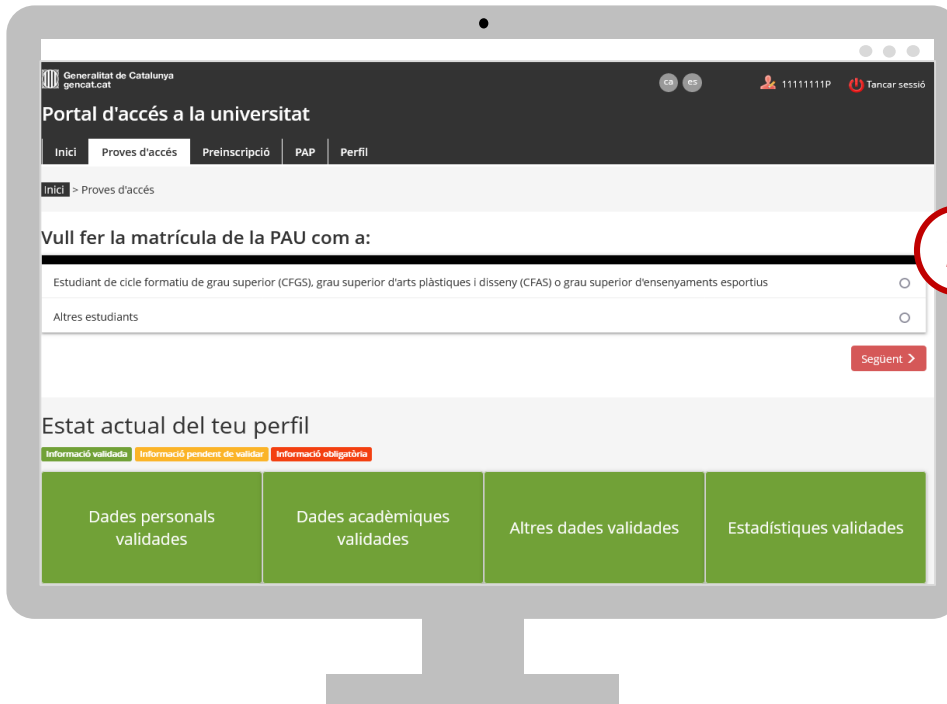 Generalitat de Catalunya
gencat.cat
ca es
11111111P
Tancar sessió
Portal d'accés a la universitat
Inici Proves d'accés Preinscripció PAP Perfil
Inici > Proves d'accés
Vull fer la matrícula de la PAU com a:
Estudiant de cicle formatiu de grau superior (CFGS), grau superior d'arts plàstiques i disseny (CFAS) o grau superior d'ensenyaments esportius
Altres estudiants
Següent >
Estat actual del teu perfil
Informació validada Informació pendent de validar Informació obligatòria
Dades personals
validades
Dades acadèmiques
validades
Altres dades validades
Estadístiques validades